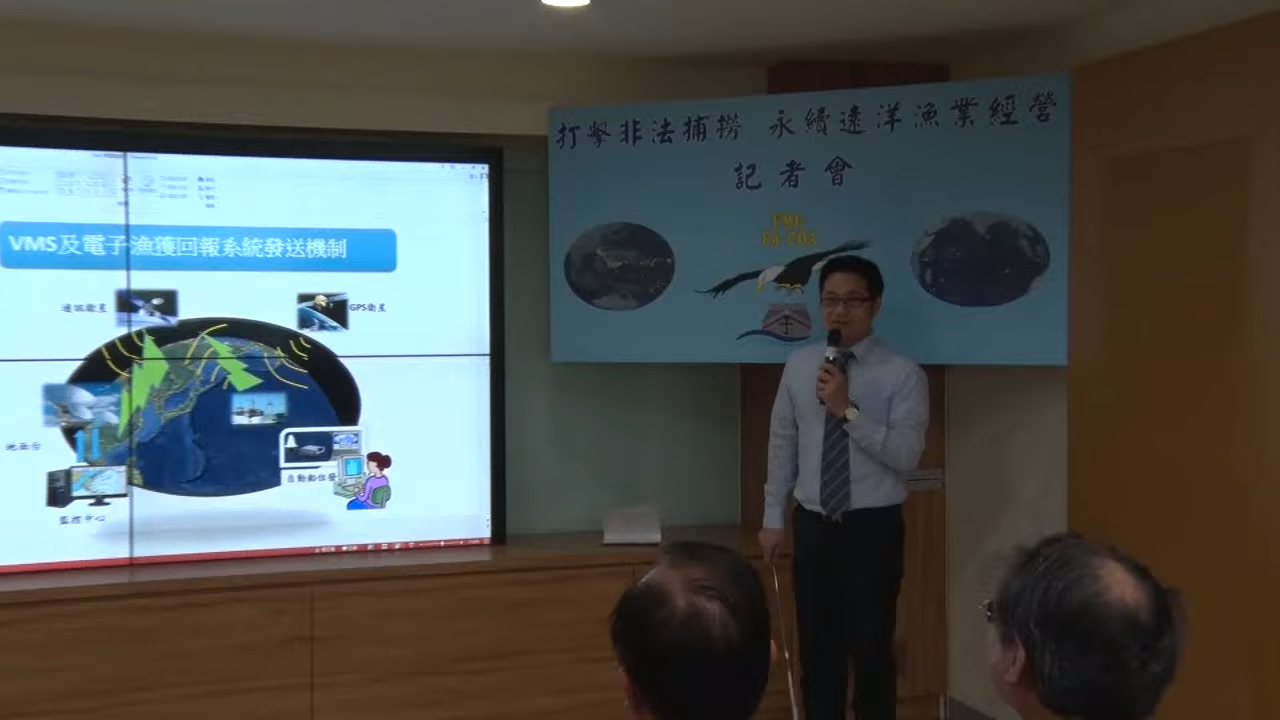 打擊非法捕撈 永續遠洋漁業經營
記者會
VMS及電子漁獲回報系統發送機制
通訊衛星
GPS衛星
地面台
自動船位發
監控中心